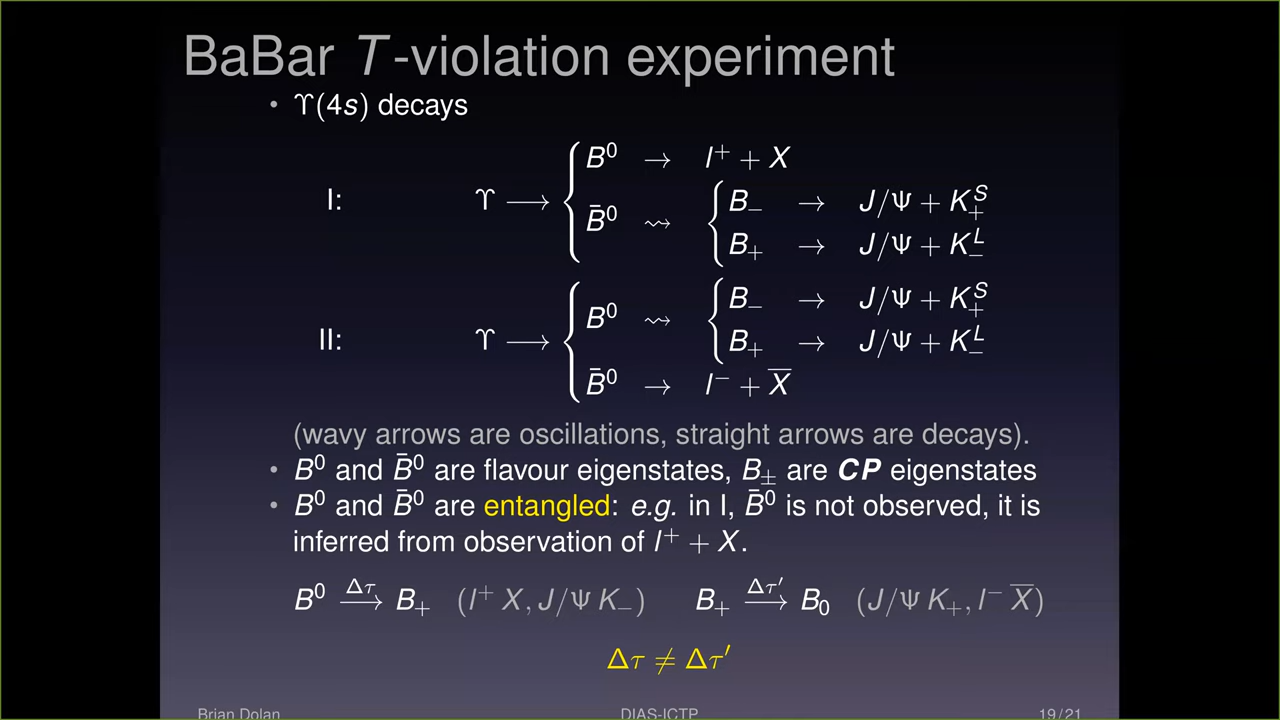 BaBar T-violation experiment
• ϒ(4s) decays
B⁰ → l⁺ + X
I: ϒ ⟶ B̄⁰ ⇝ B₋ → J/Ψ + K₊ˢ
B₊ → J/Ψ + K₋ᴸ
II: ϒ ⟶ B⁰ ⇝ B₋ → J/Ψ + K₊ˢ
B₊ → J/Ψ + K₋ᴸ
B̄⁰ → l⁻ + X̅
(wavy arrows are oscillations, straight arrows are decays).
• B⁰ and B̄⁰ are flavour eigenstates, B± are CP eigenstates
• B⁰ and B̄⁰ are entangled: e.g. in I, B̄⁰ is not observed, it is
inferred from observation of l⁺ + X.
B⁰ ⟶^Δτ B₊ (l⁺ X, J/Ψ K₋) B₊ ⟶^Δτ′ B₀ (J/Ψ K₊, l⁻ X̅)
Δτ ≠ Δτ′
Brian Dolan DIAS-ICTP 19/21